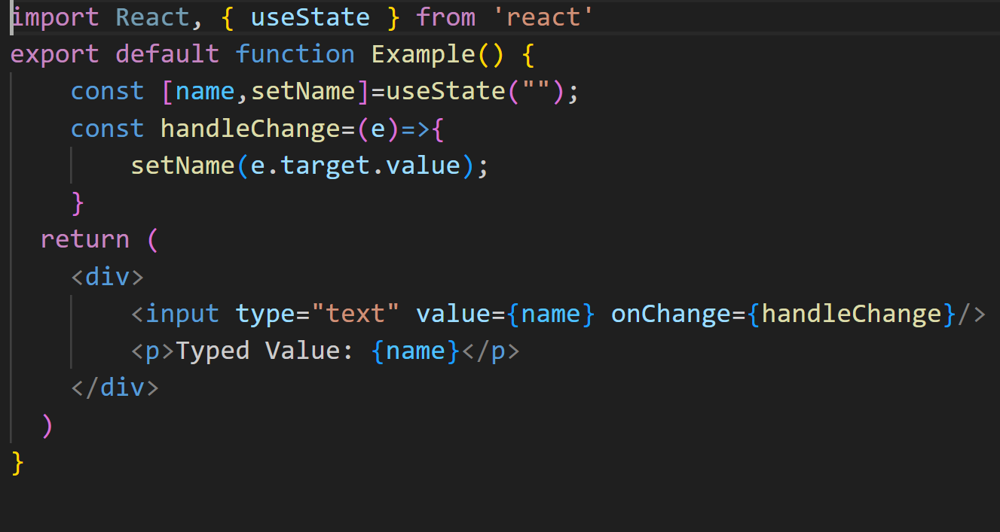 import React, { useState } from 'react'
export default function Example() {
    const [name,setName]=useState("");
    const handleChange=(e)=>{
        setName(e.target.value);
    }
  return (
    <div>
        <input type="text" value={name} onChange={handleChange}/>
        <p>Typed Value: {name}</p>
    </div>
  )
}